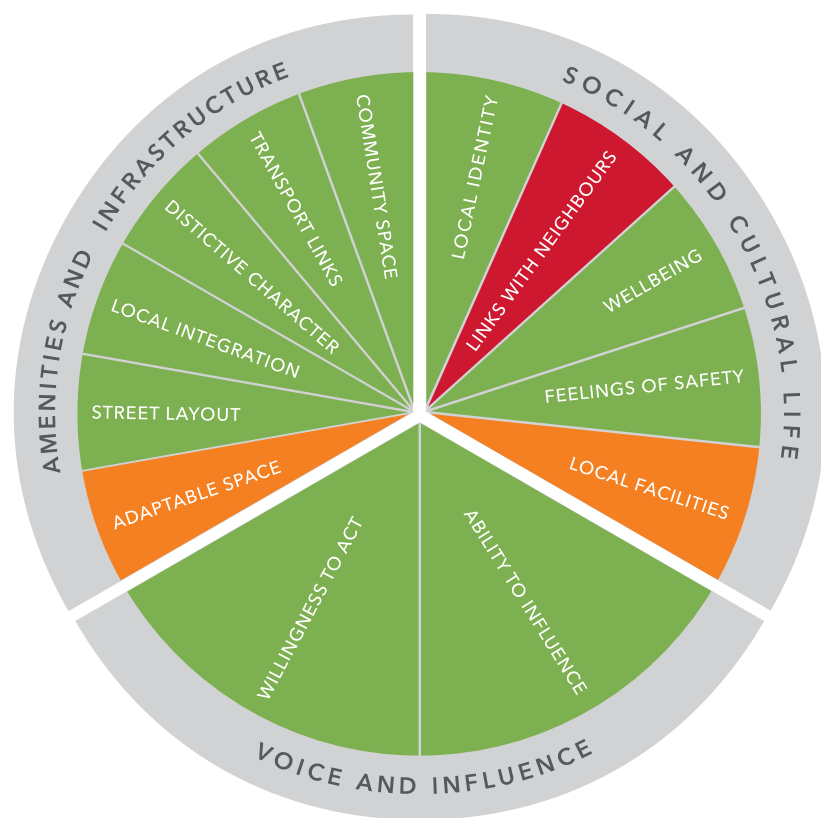 AMENITIES AND INFRASTRUCTURE
COMMUNITY SPACE
TRANSPORT LINKS
DISTICTIVE CHARACTER
LOCAL INTEGRATION
STREET LAYOUT
ADAPTABLE SPACE
SOCIAL AND CULTURAL LIFE
LOCAL IDENTITY
LINKS WITH NEIGHBOURS
WELLBEING
FEELINGS OF SAFETY
LOCAL FACILITIES
WILLINGNESS TO ACT
ABILITY TO INFLUENCE
VOICE AND INFLUENCE